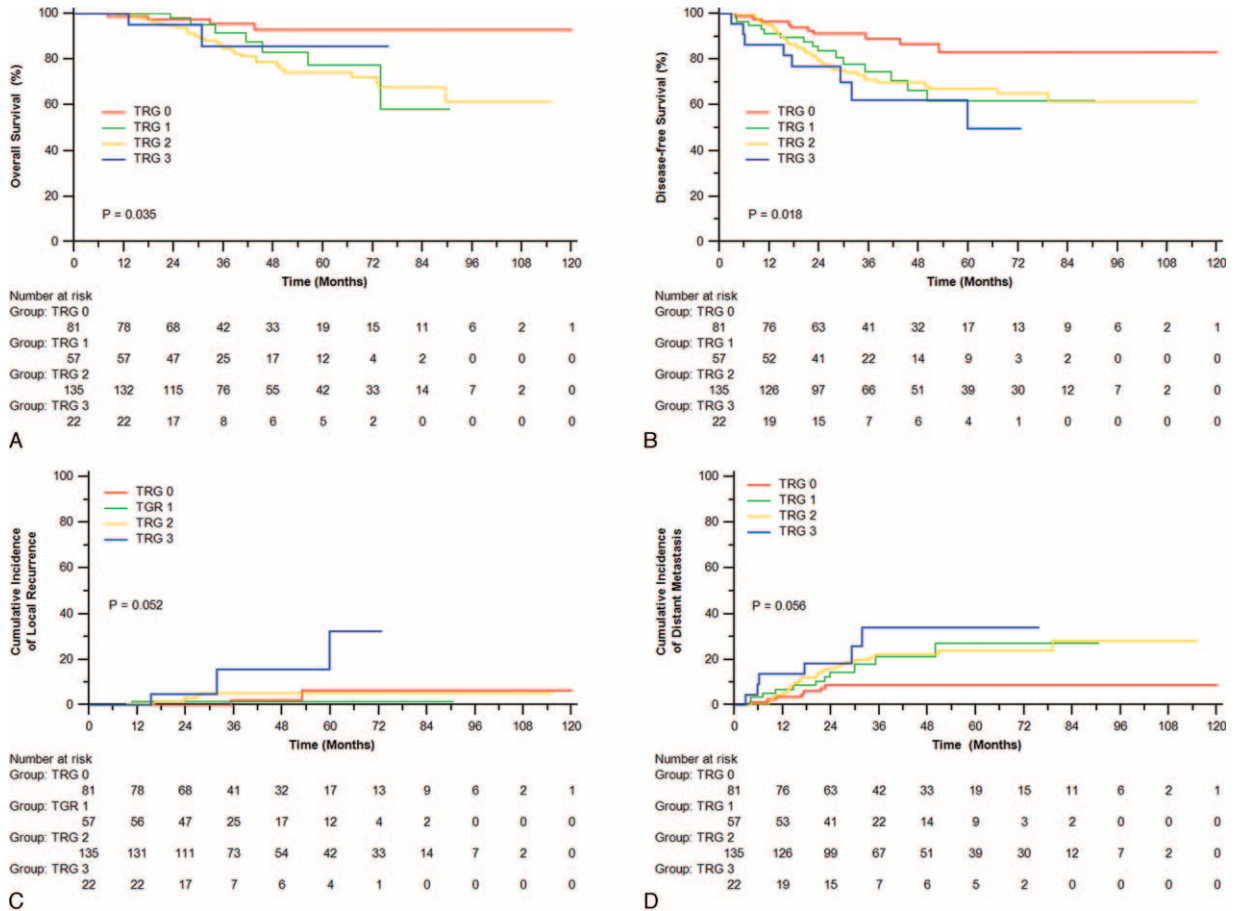 100
80
60
40
20
0
Overall Survival (%)
TRG 0
TRG 1
TRG 2
TRG 3
P = 0.035
0 12 24 36 48 60 72 84 96 108 120
Time (Months)
Number at risk
Group: TRG 0
81 78 68 42 33 19 15 11 6 2 1
Group: TRG 1
57 57 47 25 17 12 4 2 0 0 0
Group: TRG 2
135 132 115 76 55 42 33 14 7 2 0
Group: TRG 3
22 22 17 8 6 5 2 0 0 0 0
A
100
80
60
40
20
0
Disease-free Survival (%)
TRG 0
TRG 1
TRG 2
TRG 3
P = 0.018
0 12 24 36 48 60 72 84 96 108 120
Time (Months)
Number at risk
Group: TRG 0
81 76 63 41 32 17 13 9 6 2 1
Group: TRG 1
57 52 41 22 14 9 3 2 0 0 0
Group: TRG 2
135 126 97 66 51 39 30 12 7 2 0
Group: TRG 3
22 19 15 7 6 4 1 0 0 0 0
B
100
80
60
40
20
0
Cumulative Incidence
of Local Recurrence
TRG 0
TGR 1
TRG 2
TRG 3
P = 0.052
0 12 24 36 48 60 72 84 96 108 120
Time (Months)
Number at risk
Group: TRG 0
81 78 68 41 32 17 13 9 6 2 1
Group: TGR 1
57 56 47 25 17 12 4 2 0 0 0
Group: TRG 2
135 131 111 73 54 42 33 14 7 2 0
Group: TRG 3
22 22 17 7 6 4 1 0 0 0 0
C
100
80
60
40
20
0
Cumulative Incidence
of Distant Metastasis
TRG 0
TRG 1
TRG 2
TRG 3
P = 0.056
0 12 24 36 48 60 72 84 96 108 120
Time (Months)
Number at risk
Group: TRG 0
81 76 63 42 33 19 15 11 6 2 1
Group: TRG 1
57 53 41 22 14 9 3 2 0 0 0
Group: TRG 2
135 126 99 67 51 39 30 12 7 2 0
Group: TRG 3
22 19 15 7 6 5 2 0 0 0 0
D